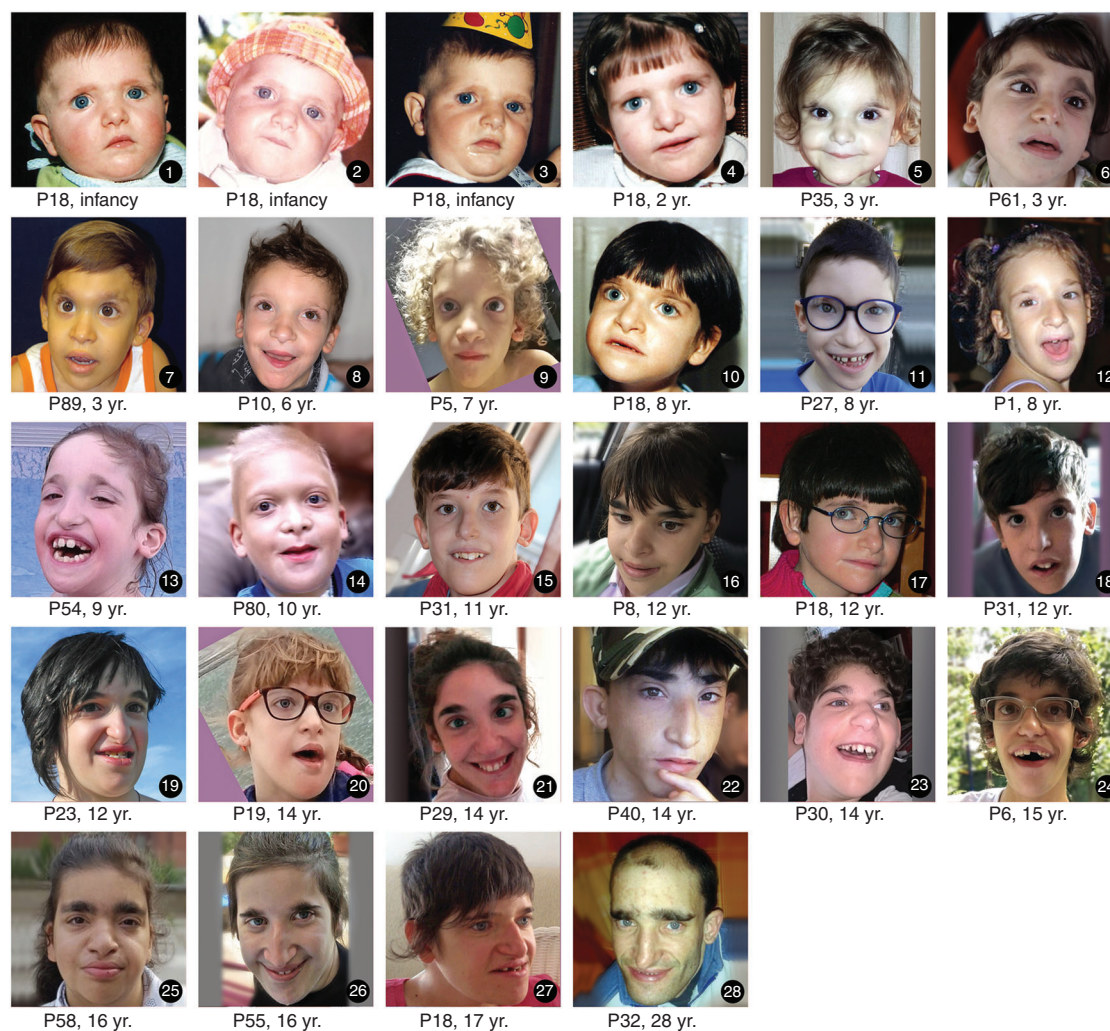 1 2 3 4 5 6
P18, infancy P18, infancy P18, infancy P18, 2 yr. P35, 3 yr. P61, 3 yr.
7 8 9 10 11 12
P89, 3 yr. P10, 6 yr. P5, 7 yr. P18, 8 yr. P27, 8 yr. P1, 8 yr.
13 14 15 16 17 18
P54, 9 yr. P80, 10 yr. P31, 11 yr. P8, 12 yr. P18, 12 yr. P31, 12 yr.
19 20 21 22 23 24
P23, 12 yr. P19, 14 yr. P29, 14 yr. P40, 14 yr. P30, 14 yr. P6, 15 yr.
25 26 27 28
P58, 16 yr. P55, 16 yr. P18, 17 yr. P32, 28 yr.